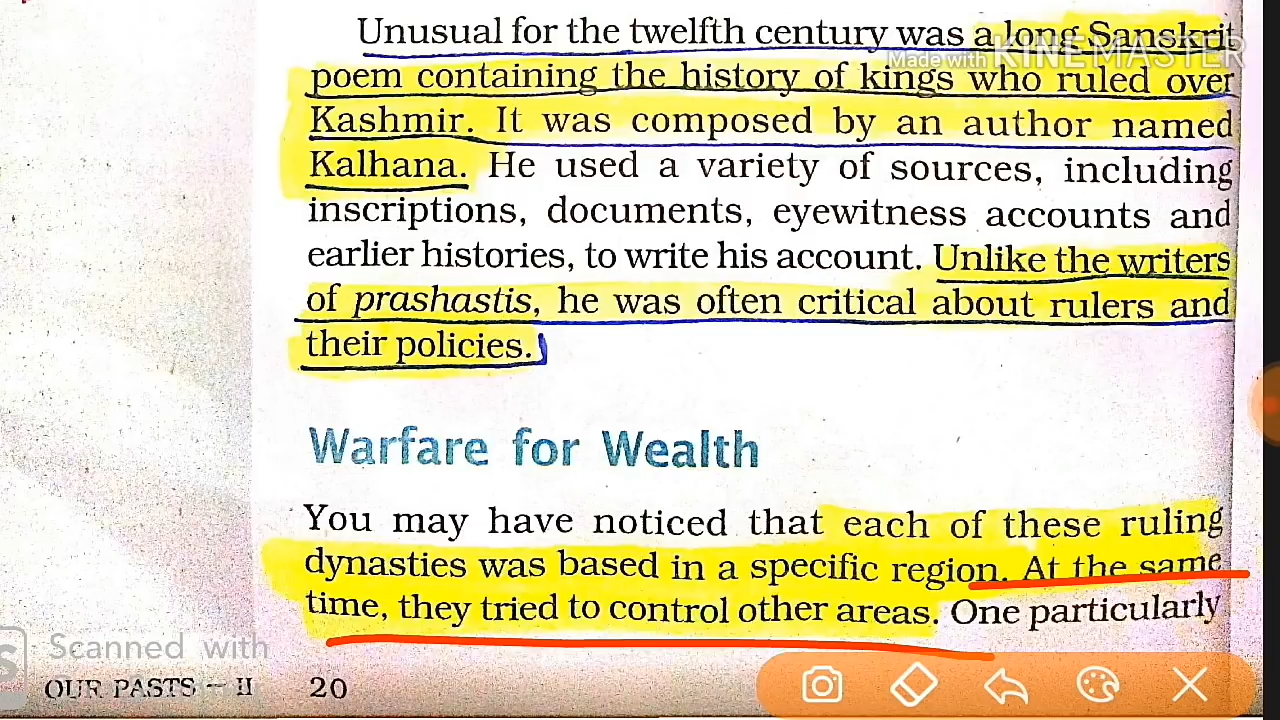 Unusual for the twelfth century was a long Sanskrit
Made with KINEMASTER
poem containing the history of kings who ruled over
Kashmir. It was composed by an author named
Kalhana. He used a variety of sources, including
inscriptions, documents, eyewitness accounts and
earlier histories, to write his account. Unlike the writers
of prashastis, he was often critical about rulers and
their policies.
Warfare for Wealth
You may have noticed that each of these ruling
dynasties was based in a specific region. At the same
time, they tried to control other areas. One particularly
Scanned with
OUR PASTS – II 20